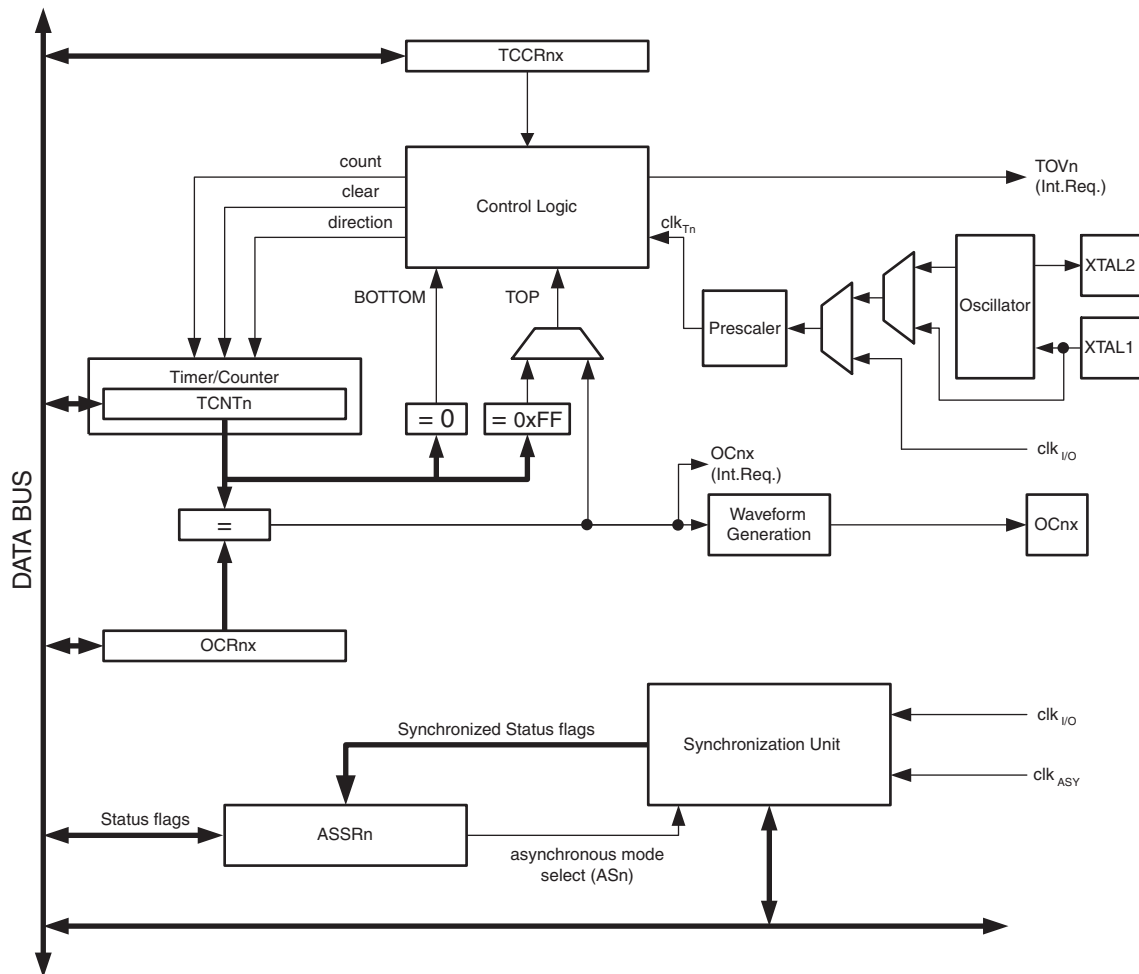 TCCRnx
count
clear
direction
Control Logic
TOVn
(Int.Req.)
clkTn
BOTTOM
TOP
Prescaler
Oscillator
XTAL2
XTAL1
Timer/Counter
TCNTn
= 0
= 0xFF
clkI/O
OCnx
(Int.Req.)
=
Waveform
Generation
OCnx
DATA BUS
OCRnx
Synchronized Status flags
Synchronization Unit
clkI/O
clkASY
Status flags
ASSRn
asynchronous mode
select (ASn)